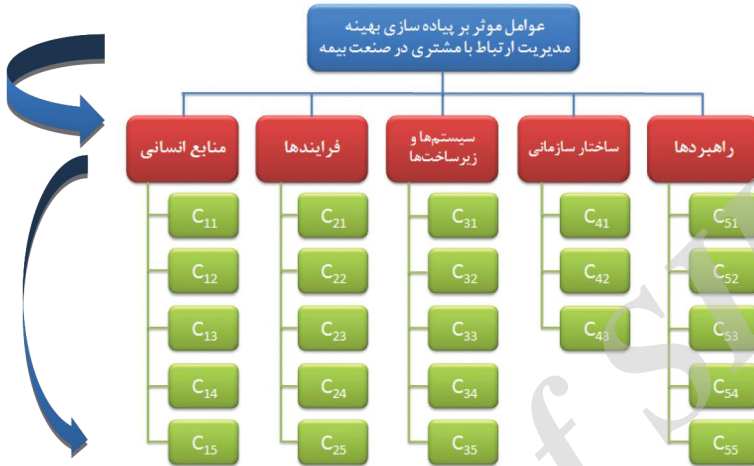 عوامل موثر بر پیاده سازی بهینه
مدیریت ارتباط با مشتری در صنعت بیمه
راهبردها
ساختار سازمانی
سیستم‌ها و
زیرساخت‌ها
فرایندها
منابع انسانی
C51
C41
C31
C21
C11
C52
C42
C32
C22
C12
C53
C43
C33
C23
C13
C54
C34
C24
C14
C55
C35
C25
C15